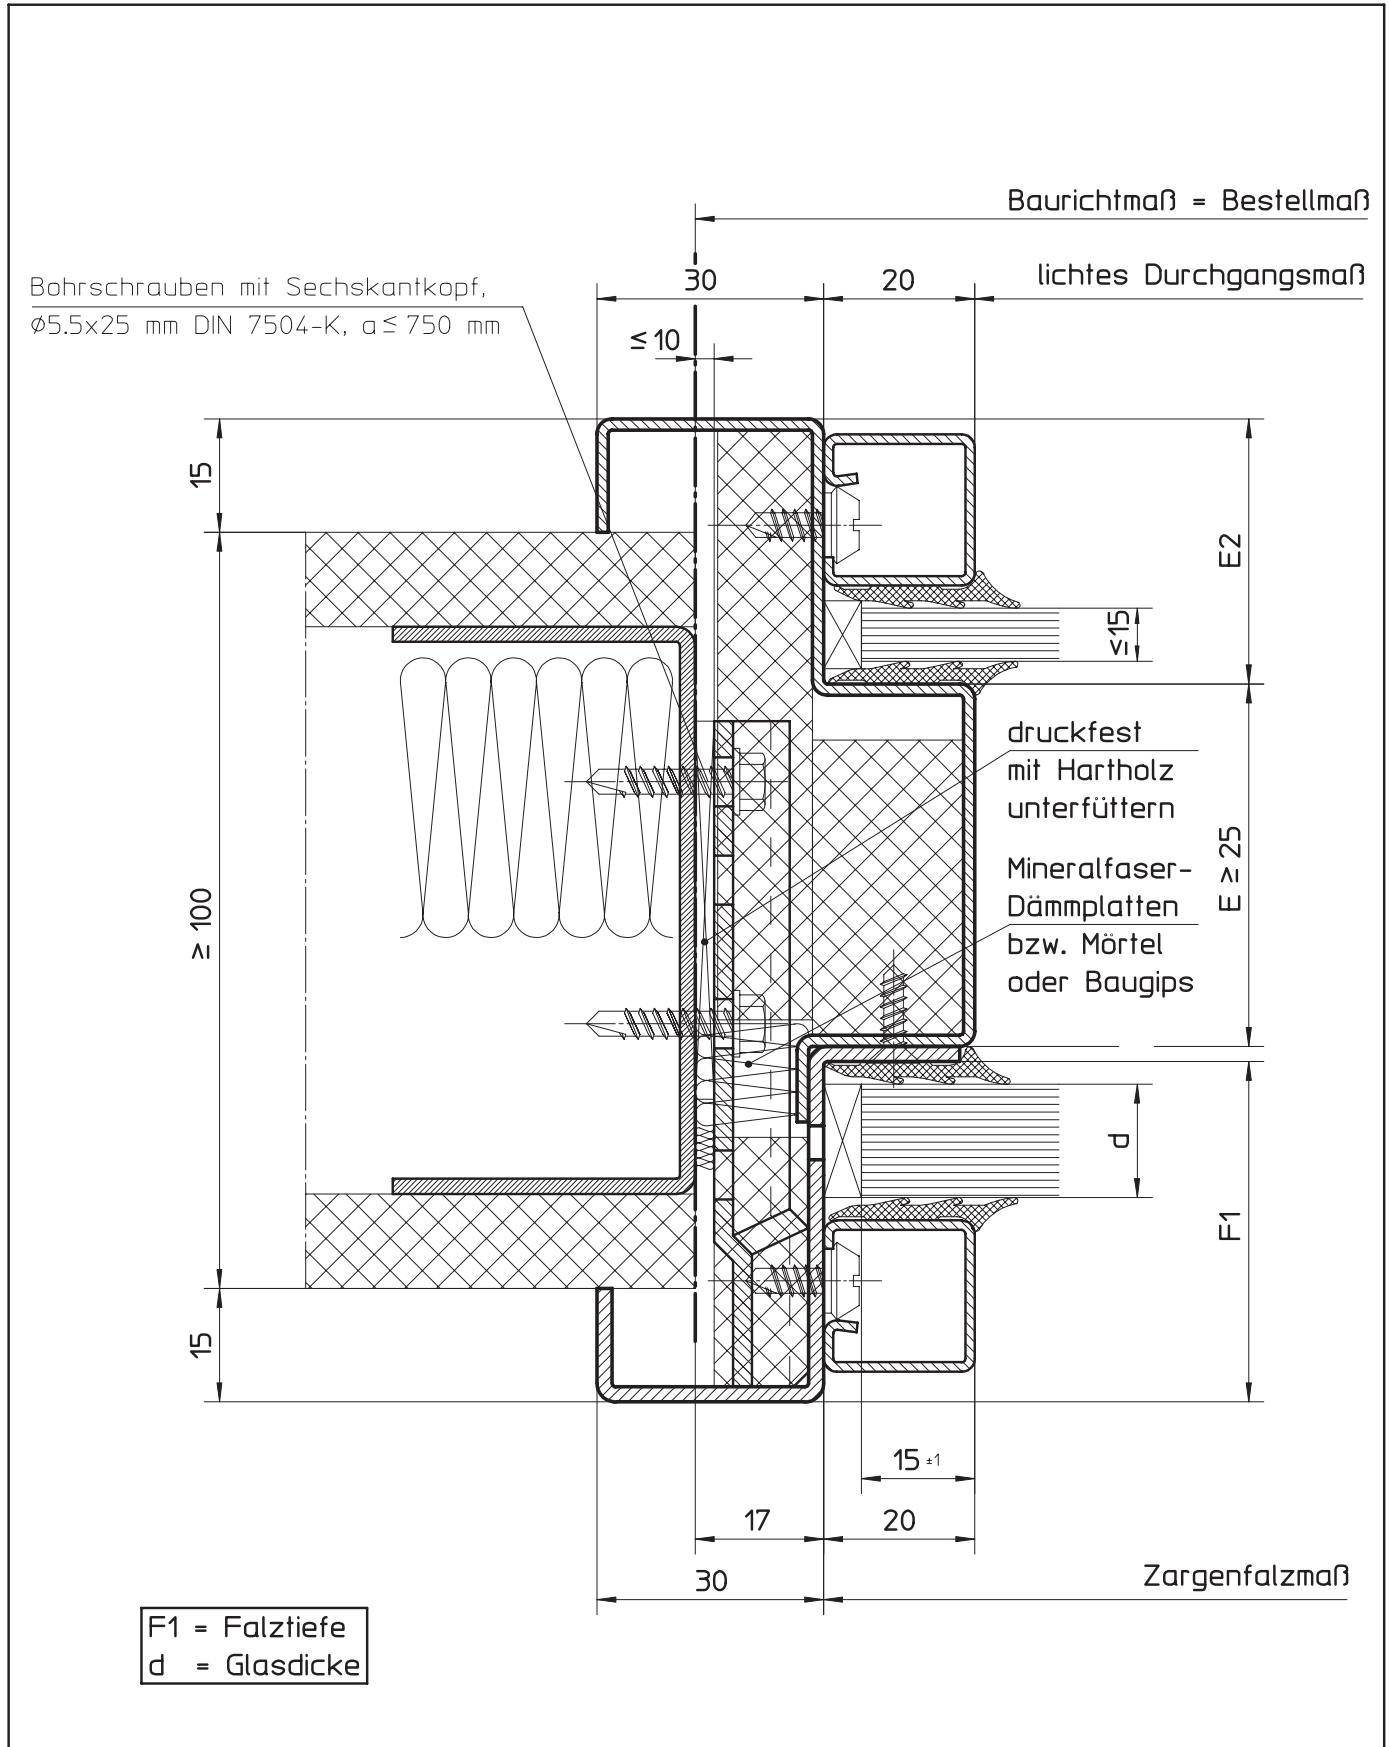 Baurichtmaß = Bestellmaß
30
20
lichtes Durchgangsmaß
Bohrschrauben mit Sechskantkopf,
Ø5.5x25 mm DIN 7504-K, a ≤ 750 mm
≤ 10
15
E2
≤15
druckfest
mit Hartholz
unterfüttern
E ≥ 25
Mineralfaser-
Dämmplatten
bzw. Mörtel
oder Baugips
≥ 100
d
F1
15
15 ±1
17
20
30
Zargenfalzmaß
F1 = Falztiefe
d = Glasdicke